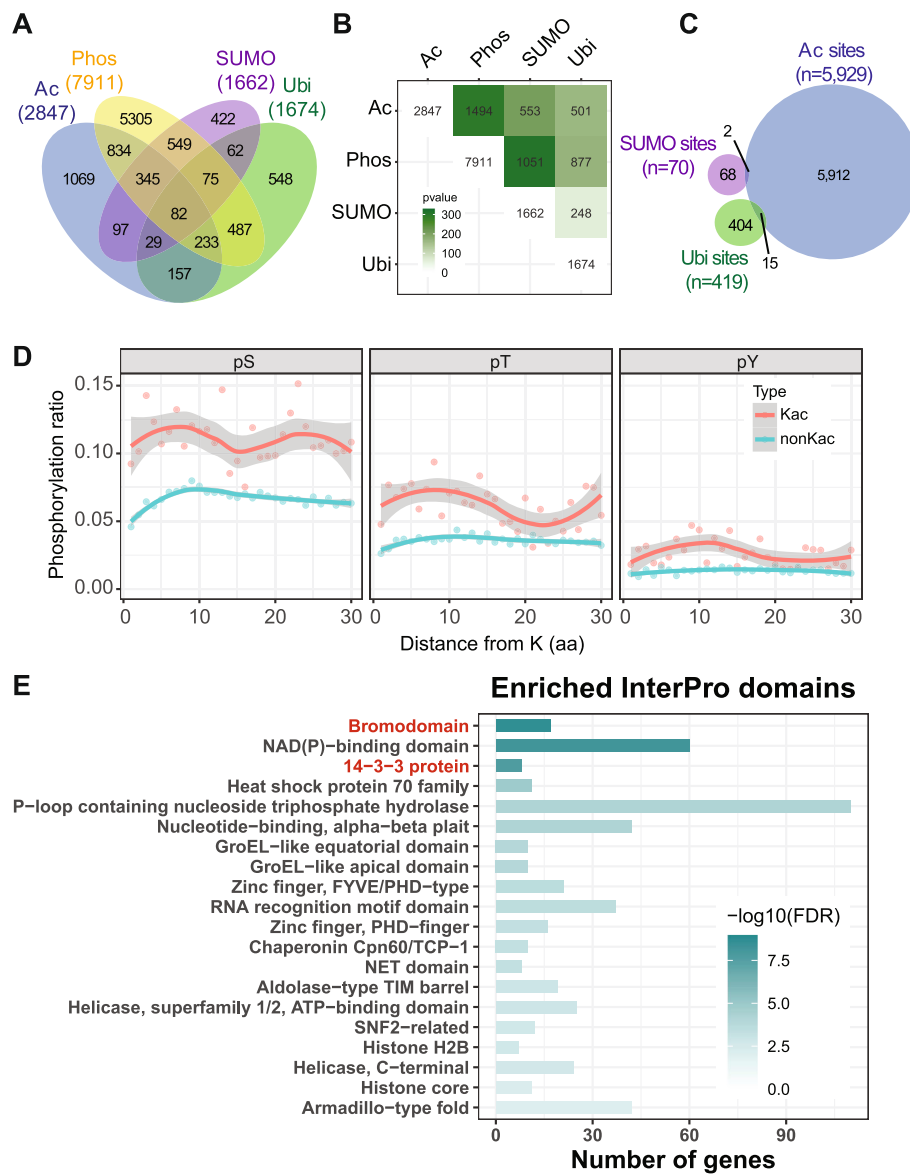 A
Phos
(7911)
SUMO
(1662)
Ac
(2847)
Ubi
(1674)
5305
422
834
549
62
1069
345
75
548
82
97
29
233
487
157
B
Ac
Phos
SUMO
Ubi
Ac
2847
1494
553
501
Phos
7911
1051
877
SUMO
1662
248
Ubi
1674
pvalue
300
200
100
0
C
Ac sites
(n=5,929)
2
SUMO sites
(n=70)
68
5,912
404
Ubi sites
(n=419)
15
D
pS
pT
pY
Phosphorylation ratio
0.15
0.10
0.05
0.00
Type
Kac
nonKac
0 10 20 30
0 10 20 30
0 10 20 30
Distance from K (aa)
E
Enriched InterPro domains
Bromodomain
NAD(P)−binding domain
14−3−3 protein
Heat shock protein 70 family
P−loop containing nucleoside triphosphate hydrolase
Nucleotide−binding, alpha−beta plait
GroEL−like equatorial domain
GroEL−like apical domain
Zinc finger, FYVE/PHD−type
RNA recognition motif domain
Zinc finger, PHD−finger
Chaperonin Cpn60/TCP−1
NET domain
Aldolase−type TIM barrel
Helicase, superfamily 1/2, ATP−binding domain
SNF2−related
Histone H2B
Helicase, C−terminal
Histone core
Armadillo−type fold
−log10(FDR)
7.5
5.0
2.5
0.0
0 30 60 90
Number of genes